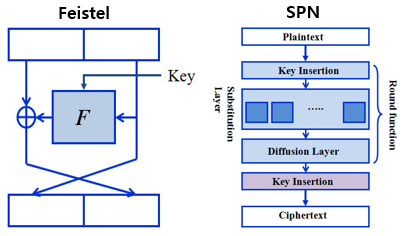 Feistel
SPN
Key
F
Plaintext
Key Insertion
Substitution
Layer
.....
Diffusion Layer
Round function
Key Insertion
Ciphertext